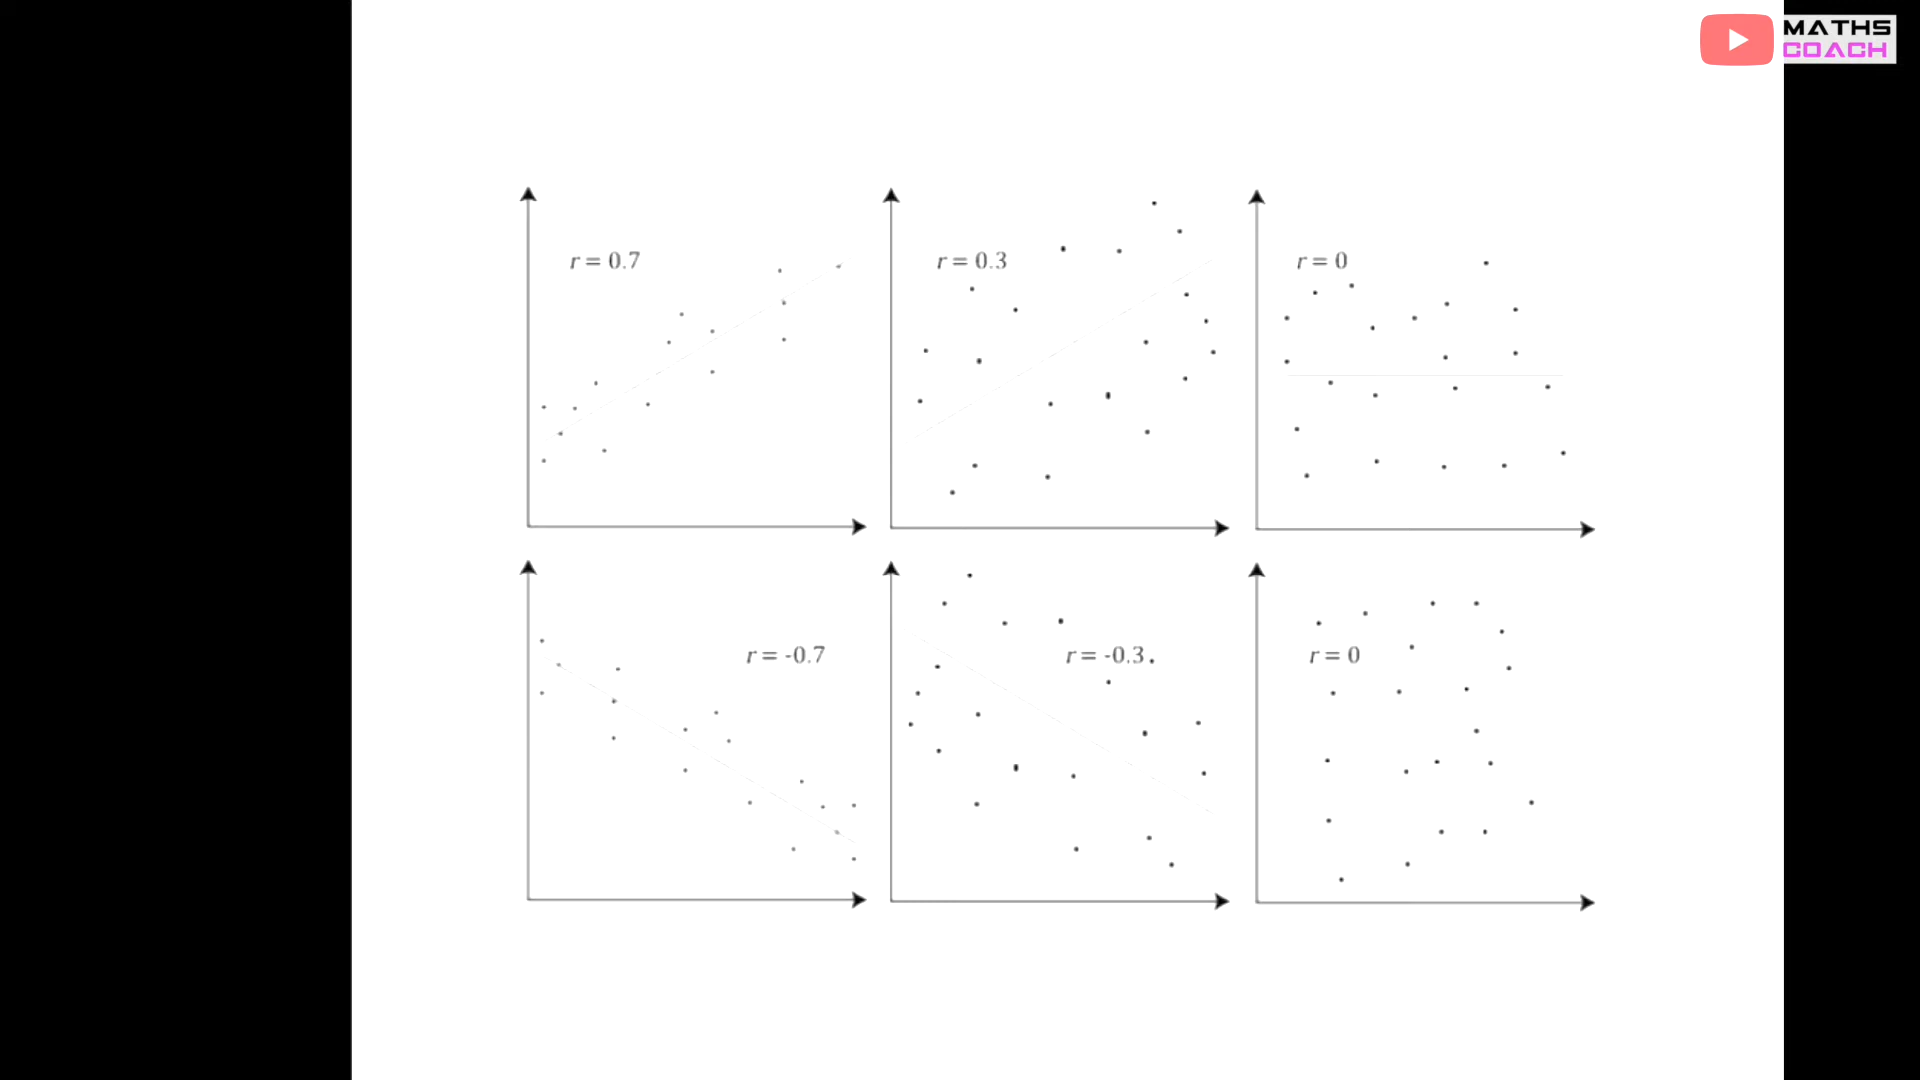 MATHS
COACH
r = 0.7
r = 0.3
r = 0
r = -0.7
r = -0.3
r = 0